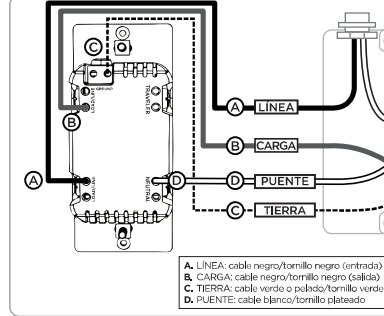 C
GROUND
TRAVELER
B
A
NEUTRAL
D
A LÍNEA
B CARGA
D PUENTE
C TIERRA
A. LÍNEA: cable negro/tornillo negro (entrada)
B. CARGA: cable negro/tornillo negro (salida)
C. TIERRA: cable verde o pelado/tornillo verde
D. PUENTE: cable blanco/tornillo plateado